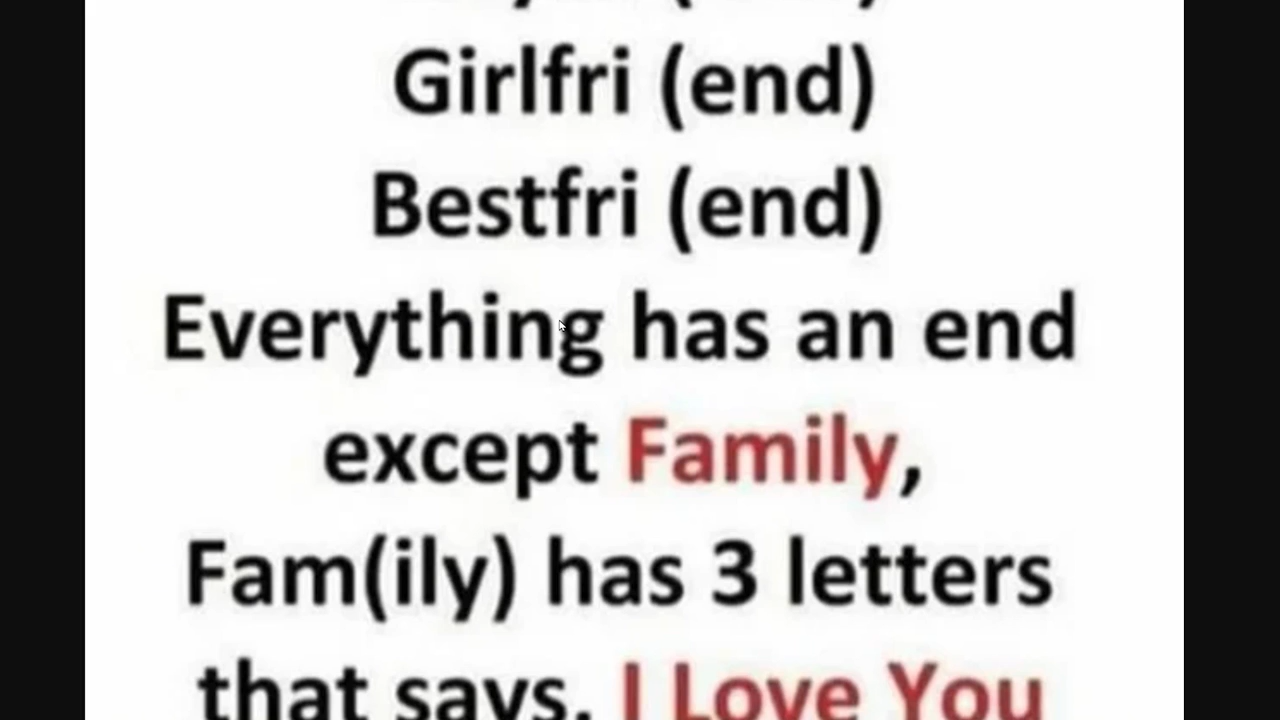 Girlfri (end)
Bestfri (end)
Everything has an end
except Family,
Fam(ily) has 3 letters
that says, I Love You